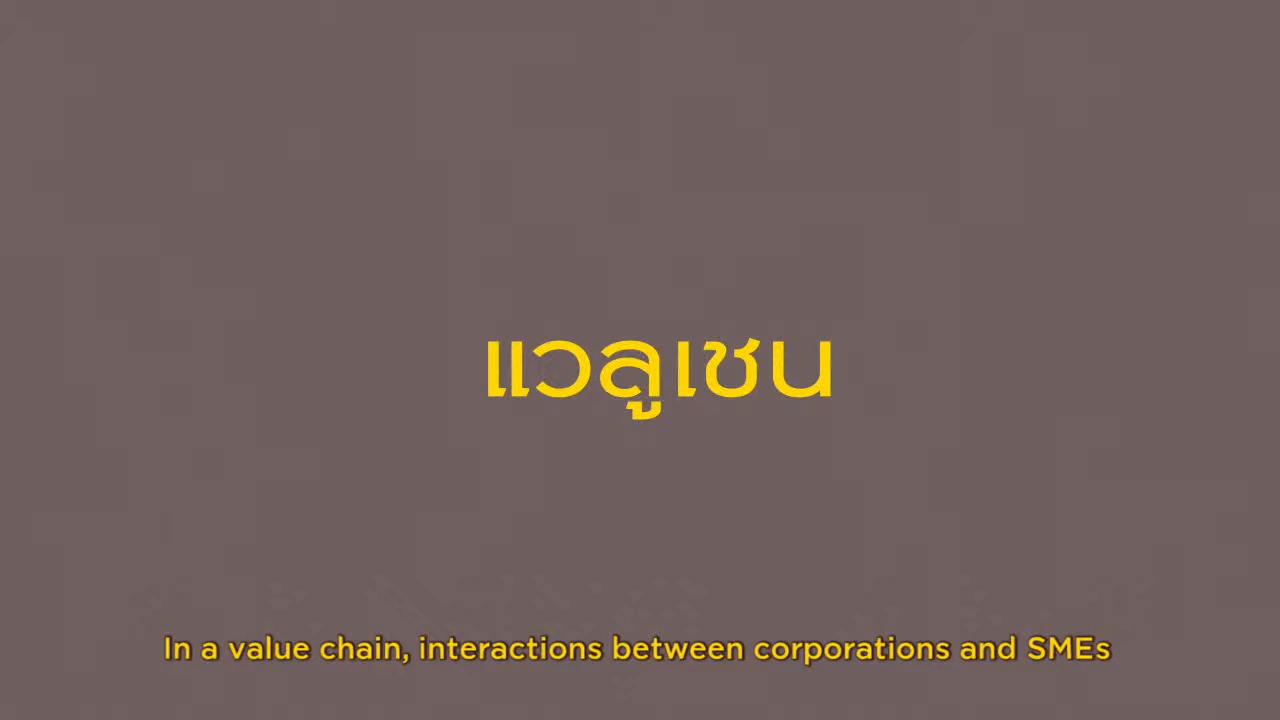 แวลูเชน
In a value chain, interactions between corporations and SMEs